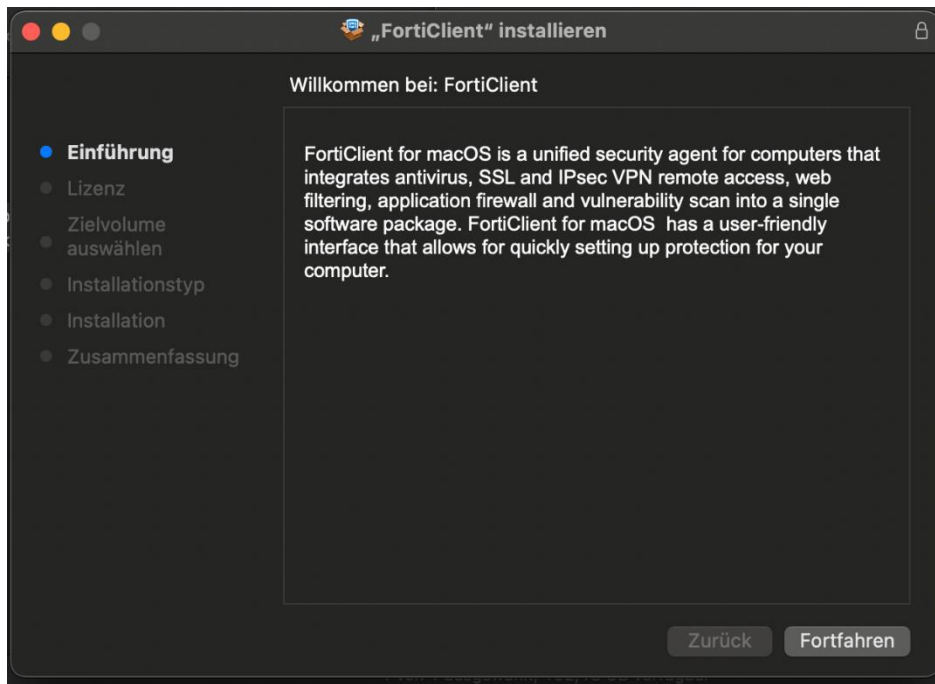 „FortiClient“ installieren
Willkommen bei: FortiClient
Einführung
Lizenz
Zielvolume
auswählen
Installationstyp
Installation
Zusammenfassung
FortiClient for macOS is a unified security agent for computers that
integrates antivirus, SSL and IPsec VPN remote access, web
filtering, application firewall and vulnerability scan into a single
software package. FortiClient for macOS  has a user-friendly
interface that allows for quickly setting up protection for your
computer.
Zurück
Fortfahren